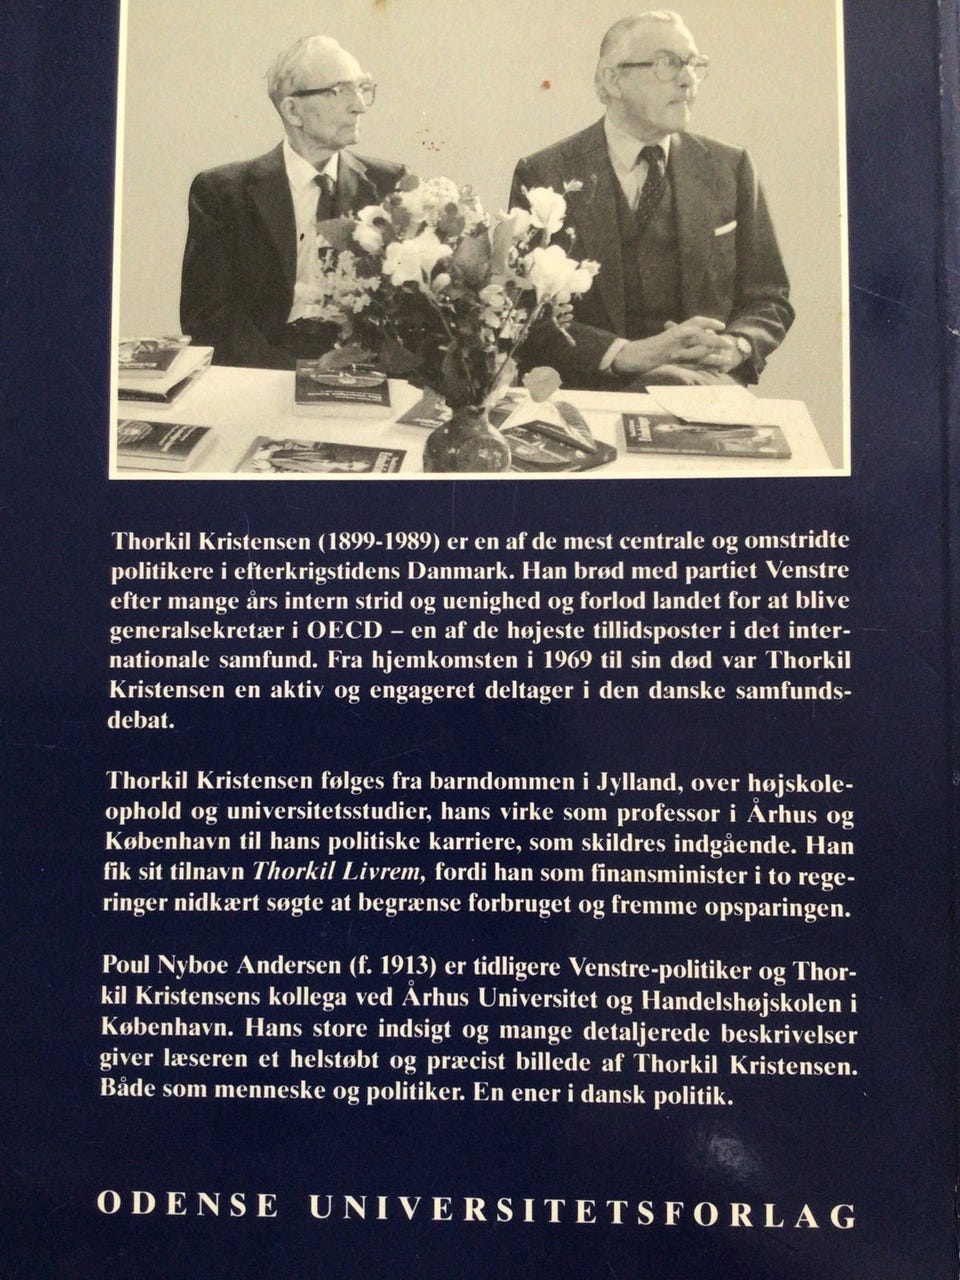 Thorkil Kristensen (1899-1989) er en af de mest centrale og omstridte
politikere i efterkrigstidens Danmark. Han brød med partiet Venstre
efter mange års intern strid og uenighed og forlod landet for at blive
generalsekretær i OECD – en af de højeste tillidsposter i det inter-
nationale samfund. Fra hjemkomsten i 1969 til sin død var Thorkil
Kristensen en aktiv og engageret deltager i den danske samfunds-
debat.
Thorkil Kristensen følges fra barndommen i Jylland, over højskole-
ophold og universitetsstudier, hans virke som professor i Århus og
København til hans politiske karriere, som skildres indgående. Han
fik sit tilnavn Thorkil Livrem, fordi han som finansminister i to rege-
ringer nidkært søgte at begrænse forbruget og fremme opsparingen.
Poul Nyboe Andersen (f. 1913) er tidligere Venstre-politiker og Thor-
kil Kristensens kollega ved Århus Universitet og Handelshøjskolen i
København. Hans store indsigt og mange detaljerede beskrivelser
giver læseren et helstøbt og præcist billede af Thorkil Kristensen.
Både som menneske og politiker. En ener i dansk politik.
ODENSE UNIVERSITETSFORLAG